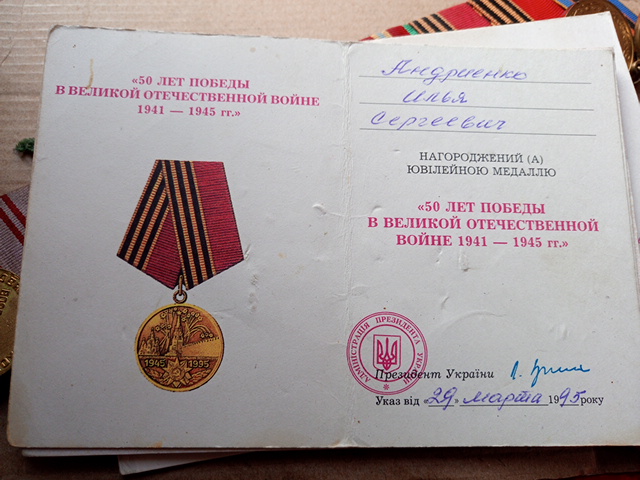 «50 ЛЕТ ПОБЕДЫ
В ВЕЛИКОЙ ОТЕЧЕСТВЕННОЙ ВОЙНЕ
1941 — 1945 гг.»
1945 1995
Андриенко
Илья
Сергеевич
НАГОРОДЖЕНИЙ (А)
ЮВІЛЕЙНОЮ МЕДАЛЛЮ
«50 ЛЕТ ПОБЕДЫ
В ВЕЛИКОЙ ОТЕЧЕСТВЕННОЙ
ВОЙНЕ 1941 — 1945 гг.»
АДМІНІСТРАЦІЯ ПРЕЗИДЕНТА УКРАЇНИ
Президент України
Указ від «29» марта 1995 року